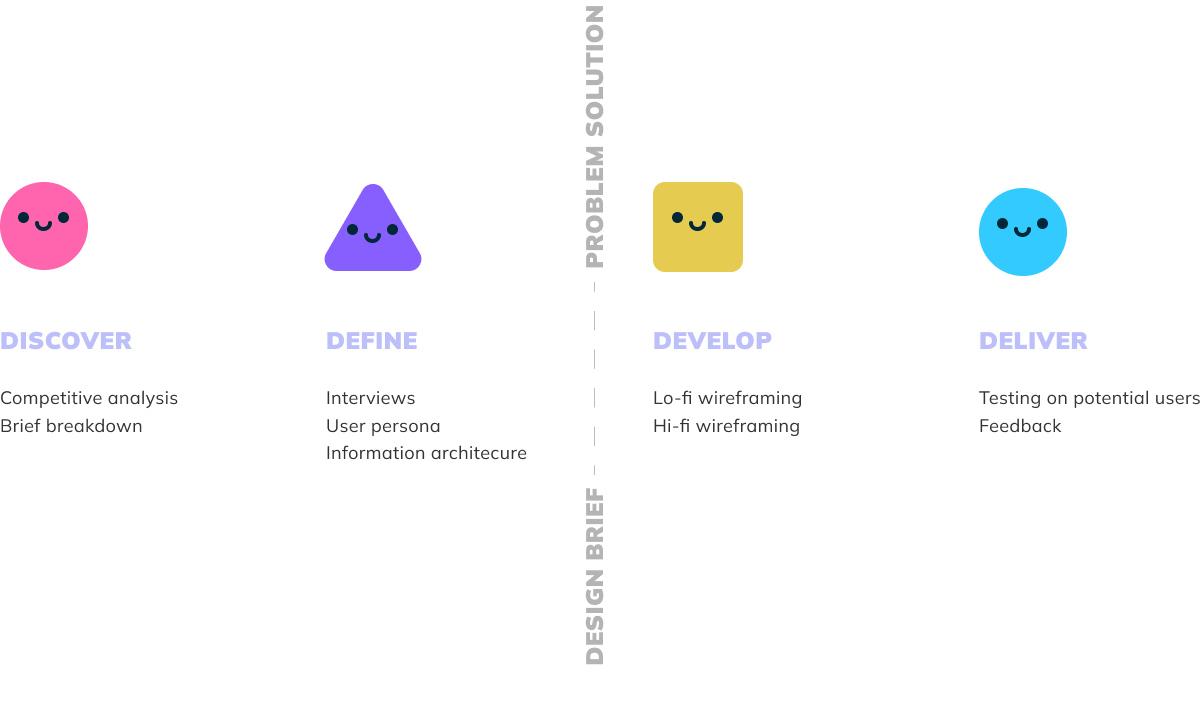 PROBLEM SOLUTION
DISCOVER
Competitive analysis
Brief breakdown
DEFINE
Interviews
User persona
Information architecure
DEVELOP
Lo-fi wireframing
Hi-fi wireframing
DELIVER
Testing on potential users
Feedback
DESIGN BRIEF